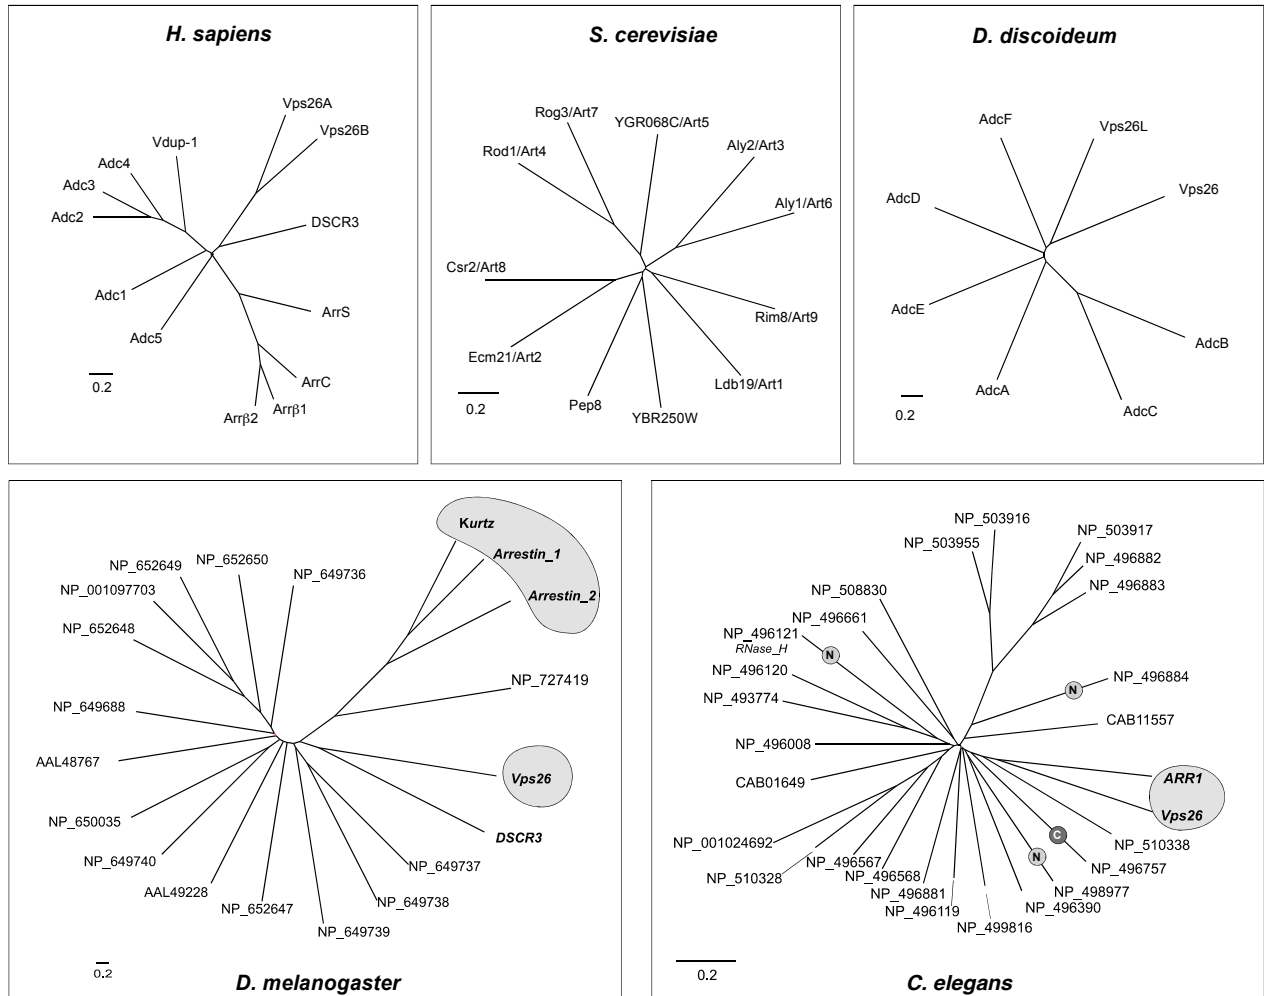 H. sapiens
Vps26A
Vps26B
Vdup-1
Adc4
Adc3
Adc2
DSCR3
Adc1
ArrS
Adc5
ArrC
Arrβ1
Arrβ2
0.2
S. cerevisiae
Rog3/Art7
YGR068C/Art5
Rod1/Art4
Aly2/Art3
Aly1/Art6
Csr2/Art8
Rim8/Art9
Ecm21/Art2
Ldb19/Art1
Pep8
YBR250W
0.2
D. discoideum
AdcF
Vps26L
AdcD
Vps26
AdcE
AdcB
AdcA
AdcC
0.2
Kurtz
Arrestin_1
Arrestin_2
NP_652650
NP_652649
NP_649736
NP_001097703
NP_652648
NP_727419
NP_649688
AAL48767
Vps26
NP_650035
DSCR3
NP_649740
NP_649737
AAL49228
NP_649738
NP_652647
NP_649739
0.2
D. melanogaster
NP_503916
NP_503917
NP_503955
NP_496882
NP_496883
NP_508830
NP_496661
NP_496121
RNase_H
N
NP_496120
NP_496884
N
NP_493774
CAB11557
NP_496008
CAB01649
ARR1
Vps26
C
NP_001024692
NP_510338
N
NP_496567
NP_496757
NP_510328
NP_496568
NP_498977
NP_496881
NP_496390
NP_496119
NP_499816
0.2
C. elegans